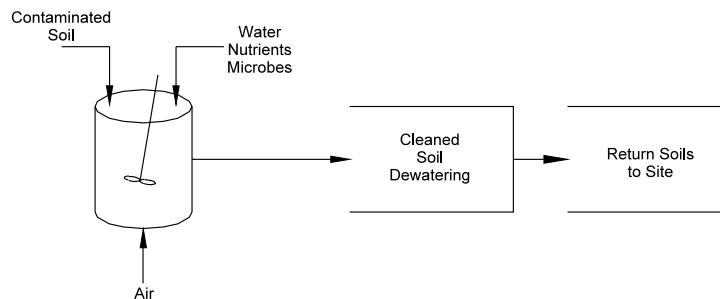 Contaminated
Soil
Water
Nutrients
Microbes
Cleaned
Soil
Dewatering
Return Soils
to Site
Air